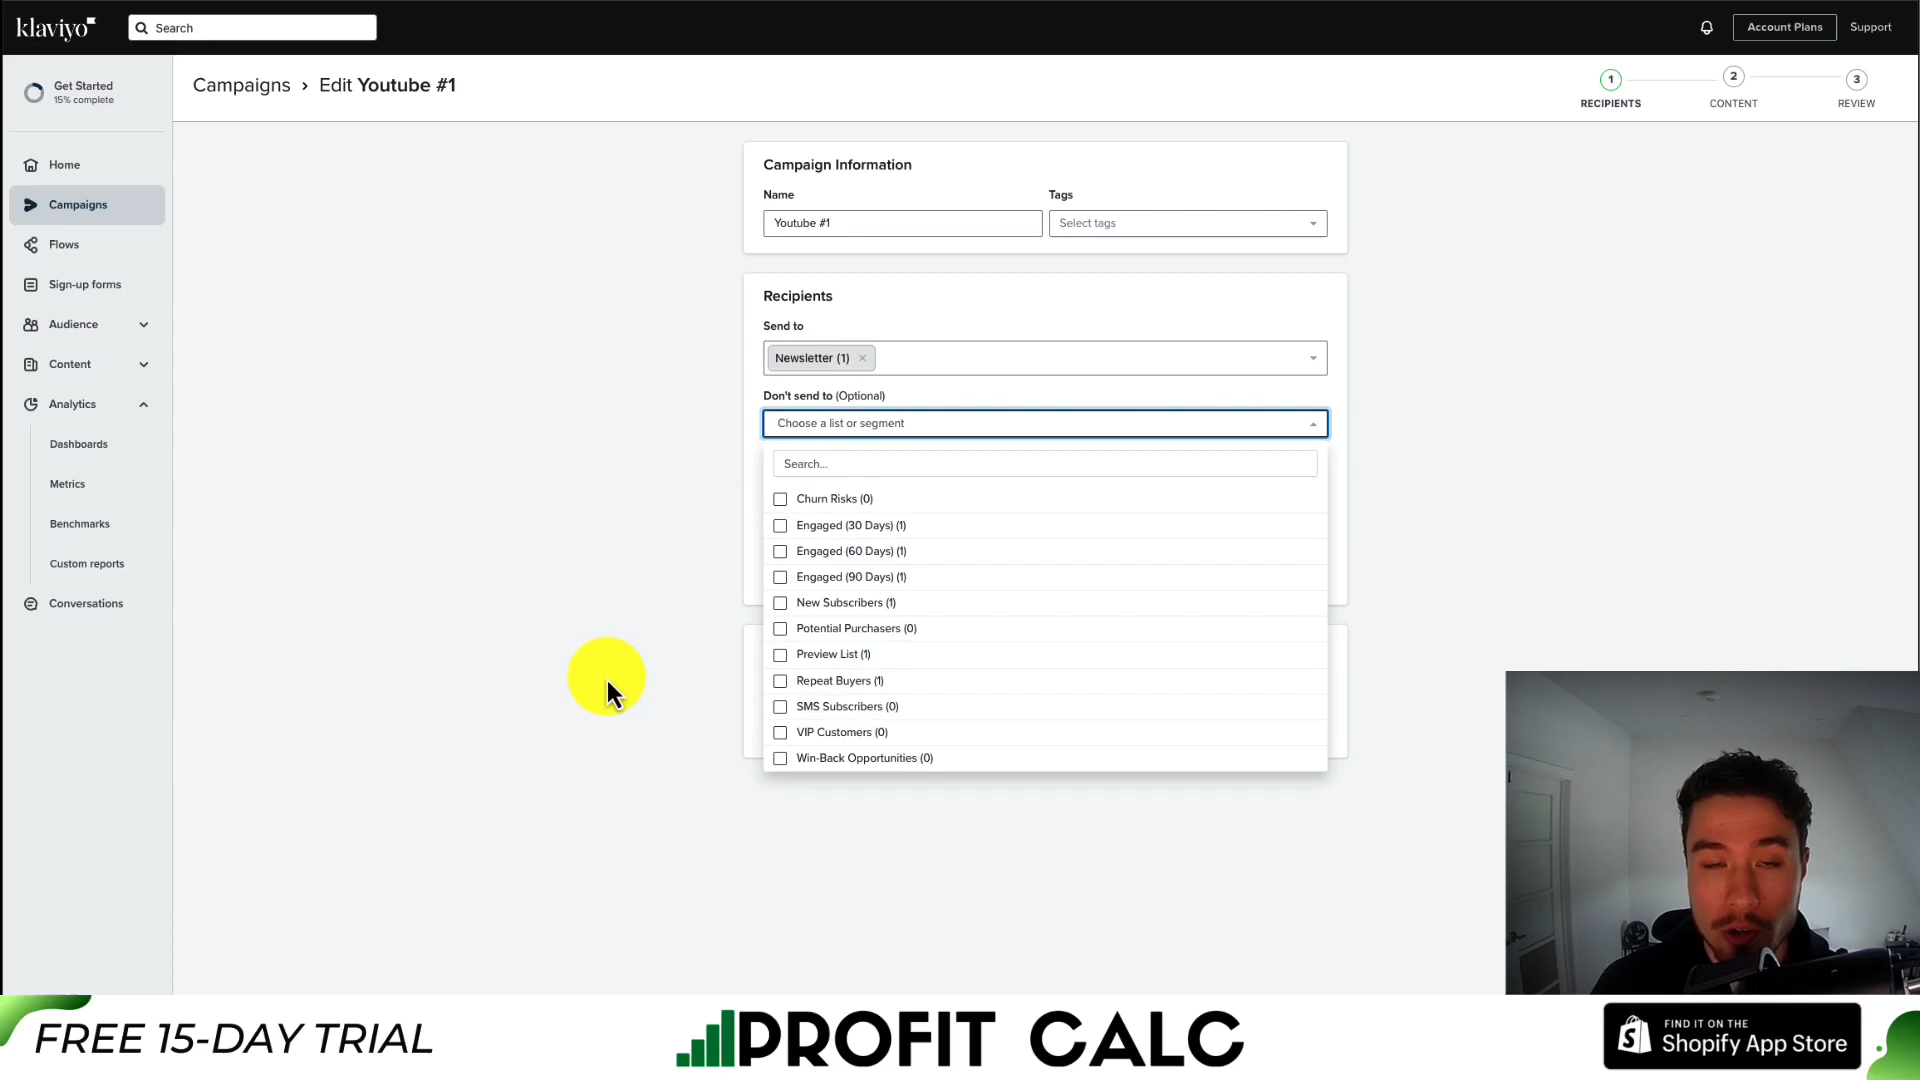 klaviyo
Search
Account Plans
Support
Get Started
15% complete
Campaigns › Edit Youtube #1
1
2
3
RECIPIENTS
CONTENT
REVIEW
Home
Campaigns
Flows
Sign-up forms
Audience
Content
Analytics
Dashboards
Metrics
Benchmarks
Custom reports
Conversations
Campaign Information
Name
Tags
Youtube #1
Select tags
Recipients
Send to
Newsletter (1) ×
Don't send to (Optional)
Choose a list or segment
Search...
Churn Risks (0)
Engaged (30 Days) (1)
Engaged (60 Days) (1)
Engaged (90 Days) (1)
New Subscribers (1)
Potential Purchasers (0)
Preview List (1)
Repeat Buyers (1)
SMS Subscribers (0)
VIP Customers (0)
Win-Back Opportunities (0)
FREE 15-DAY TRIAL
PROFIT CALC
FIND IT ON THE
Shopify App Store